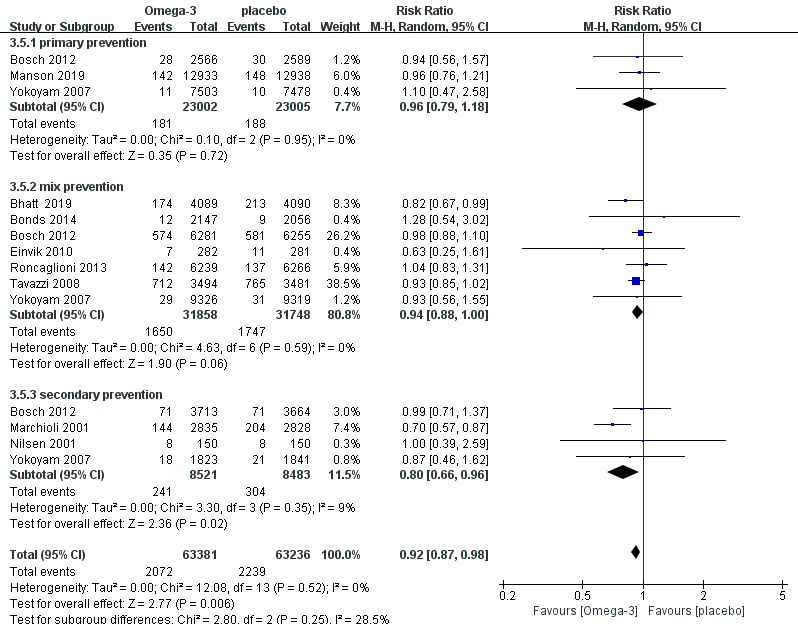 Omega-3 placebo Risk Ratio Risk Ratio
Study or Subgroup Events Total Events Total Weight M-H, Random, 95% CI M-H, Random, 95% CI
3.5.1 primary prevention
Bosch 2012 28 2566 30 2589 1.2% 0.94 [0.56, 1.57]
Manson 2019 142 12933 148 12938 6.0% 0.96 [0.76, 1.21]
Yokoyam 2007 11 7503 10 7478 0.4% 1.10 [0.47, 2.58]
Subtotal (95% CI) 23002 23005 7.7% 0.96 [0.79, 1.18]
Total events 181 188
Heterogeneity: Tau² = 0.00; Chi² = 0.10, df = 2 (P = 0.95); I² = 0%
Test for overall effect: Z = 0.35 (P = 0.72)
3.5.2 mix prevention
Bhatt 2019 174 4089 213 4090 8.3% 0.82 [0.67, 0.99]
Bonds 2014 12 2147 9 2056 0.4% 1.28 [0.54, 3.02]
Bosch 2012 574 6281 581 6255 26.2% 0.98 [0.88, 1.10]
Einvik 2010 7 282 11 281 0.3% 0.63 [0.25, 1.61]
Roncaglioni 2013 142 6239 137 6266 5.9% 1.04 [0.83, 1.31]
Tavazzi 2008 712 3494 765 3481 38.5% 0.93 [0.85, 1.02]
Yokoyam 2007 29 9326 31 9319 1.2% 0.93 [0.56, 1.55]
Subtotal (95% CI) 31858 31748 80.8% 0.94 [0.88, 1.00]
Total events 1650 1747
Heterogeneity: Tau² = 0.00; Chi² = 4.63, df = 6 (P = 0.59); I² = 0%
Test for overall effect: Z = 1.90 (P = 0.06)
3.5.3 secondary prevention
Bosch 2012 71 3713 71 3664 3.0% 0.99 [0.71, 1.37]
Marchioli 2001 144 2835 204 2828 7.4% 0.70 [0.57, 0.87]
Nilsen 2001 8 150 8 150 0.3% 1.00 [0.39, 2.59]
Yokoyam 2007 18 1823 21 1841 0.8% 0.87 [0.46, 1.62]
Subtotal (95% CI) 8521 8483 11.5% 0.80 [0.66, 0.96]
Total events 241 304
Heterogeneity: Tau² = 0.00; Chi² = 3.30, df = 3 (P = 0.35); I² = 9%
Test for overall effect: Z = 2.36 (P = 0.02)
Total (95% CI) 63381 63236 100.0% 0.92 [0.87, 0.98]
Total events 2072 2239
Heterogeneity: Tau² = 0.00; Chi² = 12.08, df = 13 (P = 0.52); I² = 0%
Test for overall effect: Z = 2.77 (P = 0.006)
Test for subgroup differences: Chi² = 2.80, df = 2 (P = 0.25), I² = 28.5%
0.2 0.5 1 2 5
Favours [Omega-3] Favours [placebo]